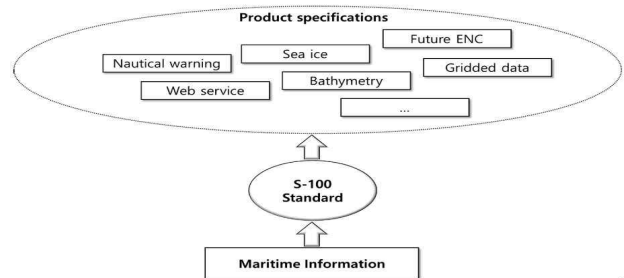 Product specifications
Future ENC
Sea ice
Nautical warning
Gridded data
Bathymetry
Web service
...
S-100
Standard
Maritime Information